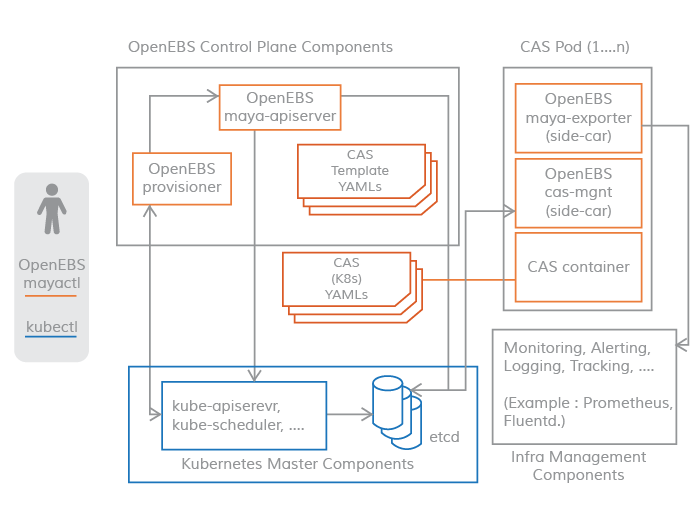 OpenEBS Control Plane Components
CAS Pod (1....n)
OpenEBS
maya-apiserver
OpenEBS
provisioner
CAS
Template
YAMLs
OpenEBS
maya-exporter
(side-car)
OpenEBS
cas-mgnt
(side-car)
CAS container
OpenEBS
mayactl
kubectl
CAS
(K8s)
YAMLs
Monitoring, Alerting,
Logging, Tracking, ....
(Example : Prometheus,
Fluentd.)
Infra Management
Components
kube-apiserevr,
kube-scheduler, ....
etcd
Kubernetes Master Components